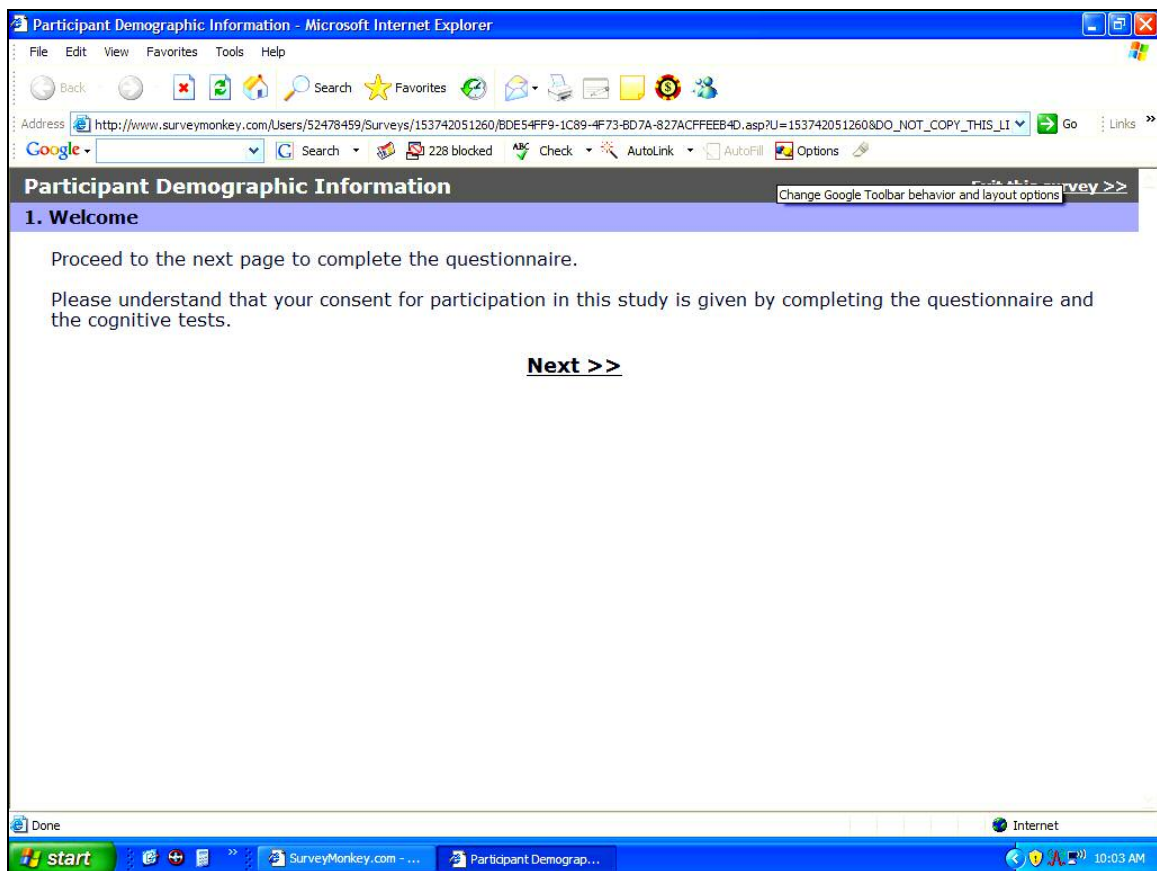 Participant Demographic Information - Microsoft Internet Explorer
File Edit View Favorites Tools Help
Back Search Favorites
Address http://www.surveymonkey.com/Users/52478459/Surveys/153742051260/BDE54FF9-1C89-4F73-BD7A-827ACFFEEB4D.asp?U=153742051260&DO_NOT_COPY_THIS_LI Go Links »
Google Search 228 blocked ABC Check AutoLink AutoFill Options
Participant Demographic Information survey >>
Change Google Toolbar behavior and layout options
1. Welcome
Proceed to the next page to complete the questionnaire.
Please understand that your consent for participation in this study is given by completing the questionnaire and
the cognitive tests.
Next >>
Done Internet
start » SurveyMonkey.com - ... Participant Demograp... 10:03 AM